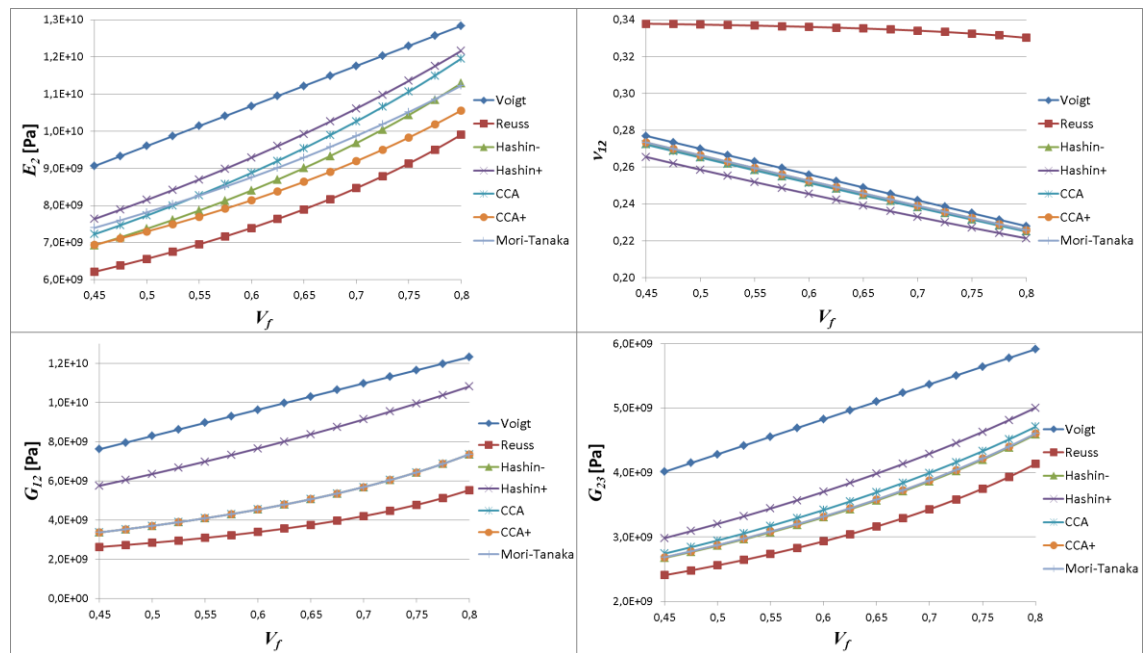 E2 [Pa]
1,3E+10
1,2E+10
1,1E+10
1,0E+10
9,0E+09
8,0E+09
7,0E+09
6,0E+09
0,45 0,5 0,55 0,6 0,65 0,7 0,75 0,8
Vf
Voigt
Reuss
Hashin-
Hashin+
CCA
CCA+
Mori-Tanaka
ν12
0,34
0,32
0,30
0,28
0,26
0,24
0,22
0,20
0,45 0,5 0,55 0,6 0,65 0,7 0,75 0,8
Vf
Voigt
Reuss
Hashin-
Hashin+
CCA
CCA+
Mori-Tanaka
G12 [Pa]
1,2E+10
1,0E+10
8,0E+09
6,0E+09
4,0E+09
2,0E+09
0,0E+00
0,45 0,5 0,55 0,6 0,65 0,7 0,75 0,8
Vf
Voigt
Reuss
Hashin-
Hashin+
CCA
CCA+
Mori-Tanaka
G23 [Pa]
6,0E+09
5,0E+09
4,0E+09
3,0E+09
2,0E+09
0,45 0,5 0,55 0,6 0,65 0,7 0,75 0,8
Vf
Voigt
Reuss
Hashin-
Hashin+
CCA
CCA+
Mori-Tanaka